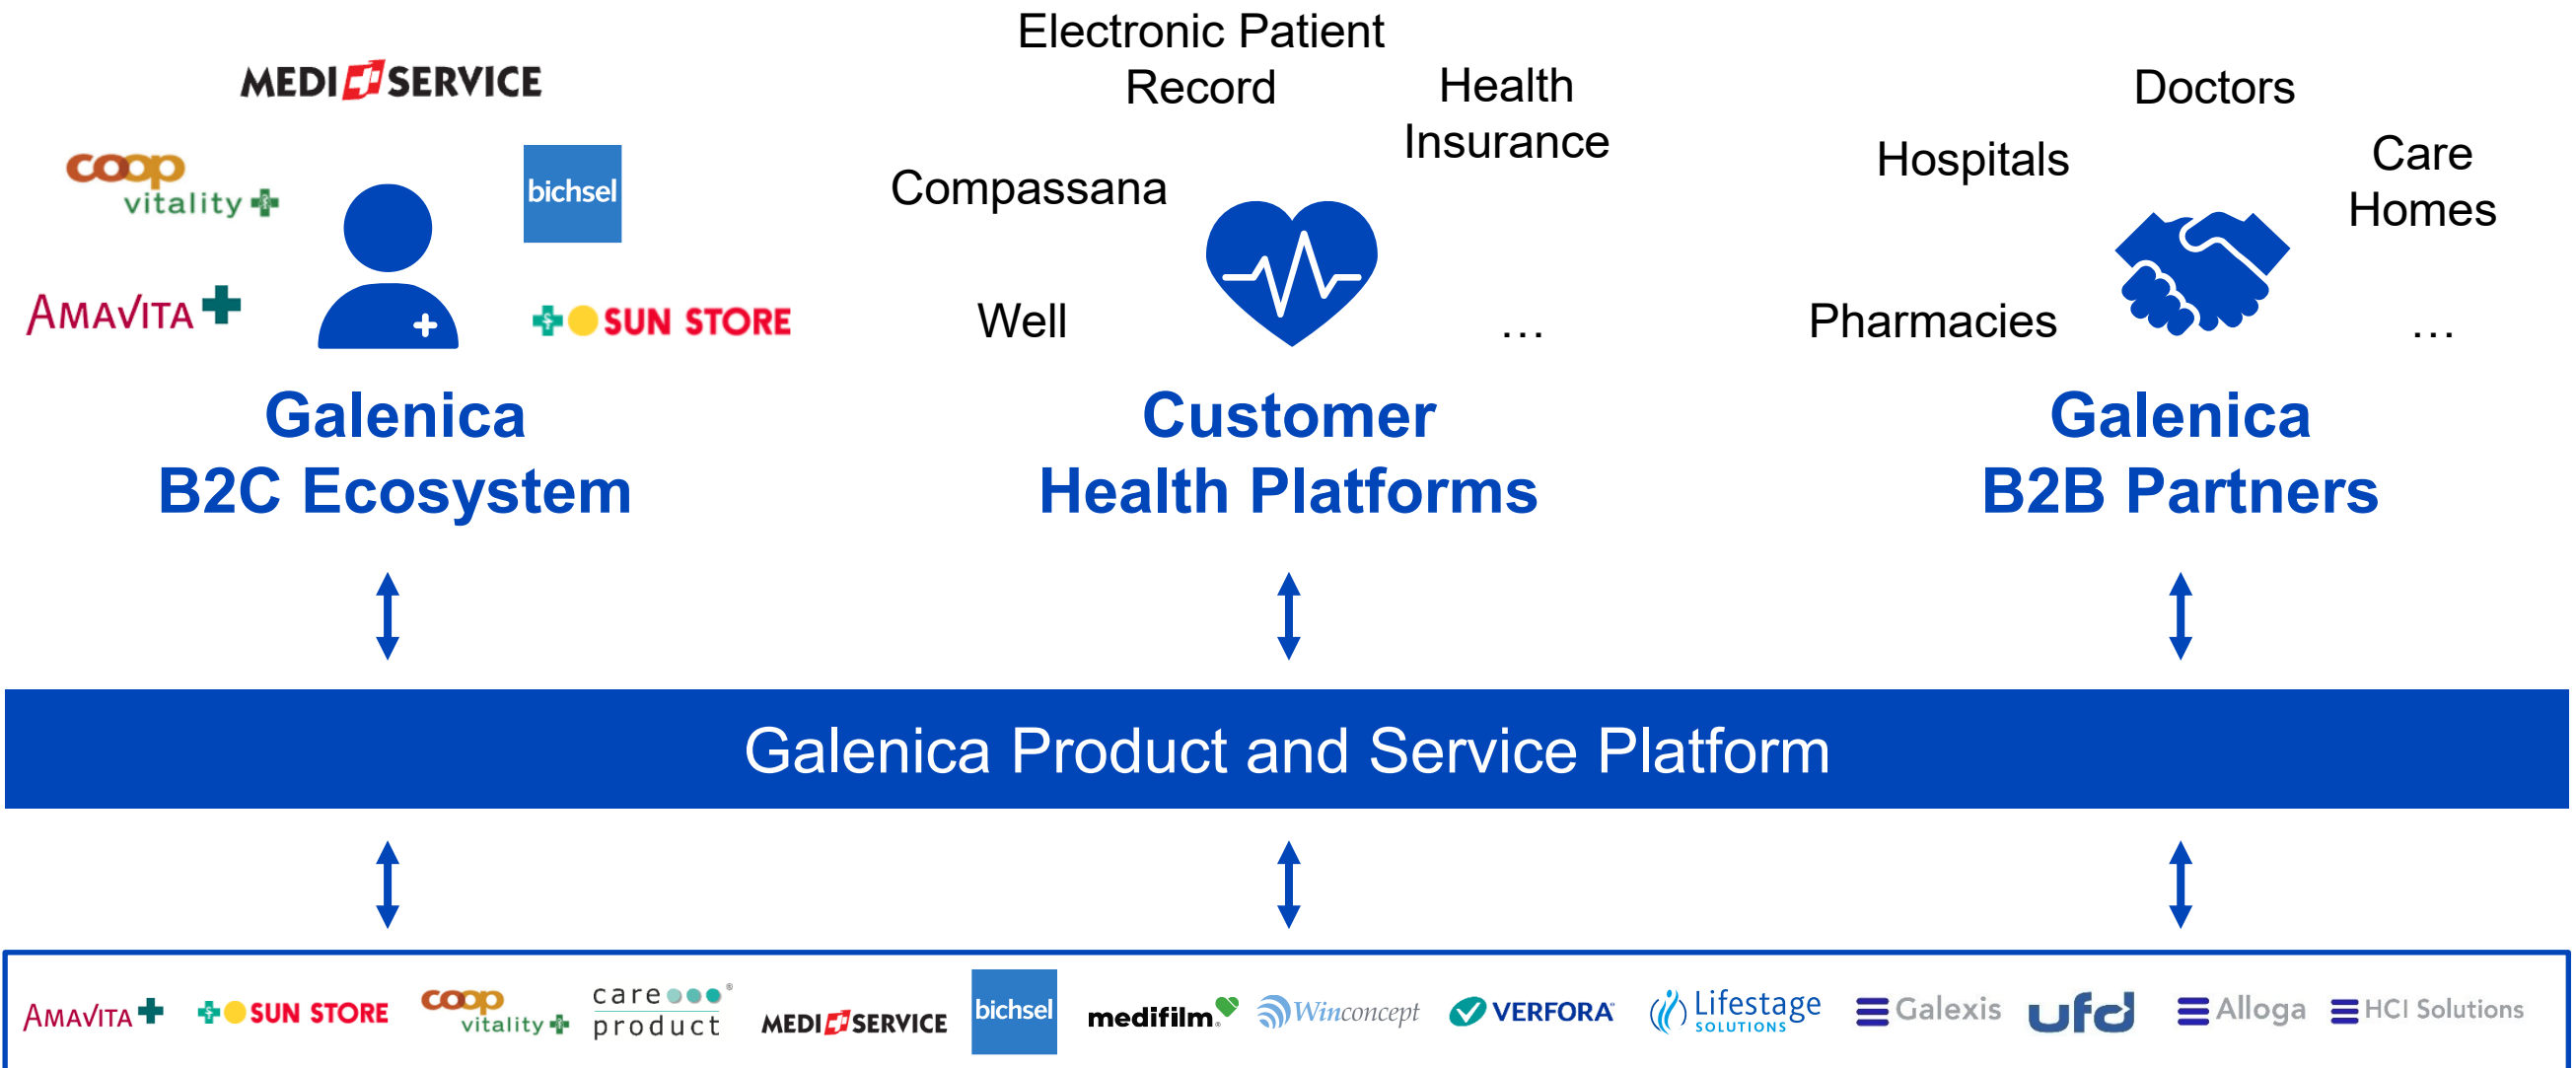 MEDI SERVICE
coop
vitality
bichsel
AMAVITA
SUN STORE
Galenica
B2C Ecosystem
Electronic Patient
Record
Health
Insurance
Compassana
Well
…
Customer
Health Platforms
Doctors
Hospitals
Care
Homes
Pharmacies
…
Galenica
B2B Partners
Galenica Product and Service Platform
AMAVITA
SUN STORE
coop
vitality
care ®
product
MEDI SERVICE
bichsel
medifilm®
Winconcept
VERFORA®
Lifestage
SOLUTIONS
Galexis
ufd
Alloga
HCI Solutions